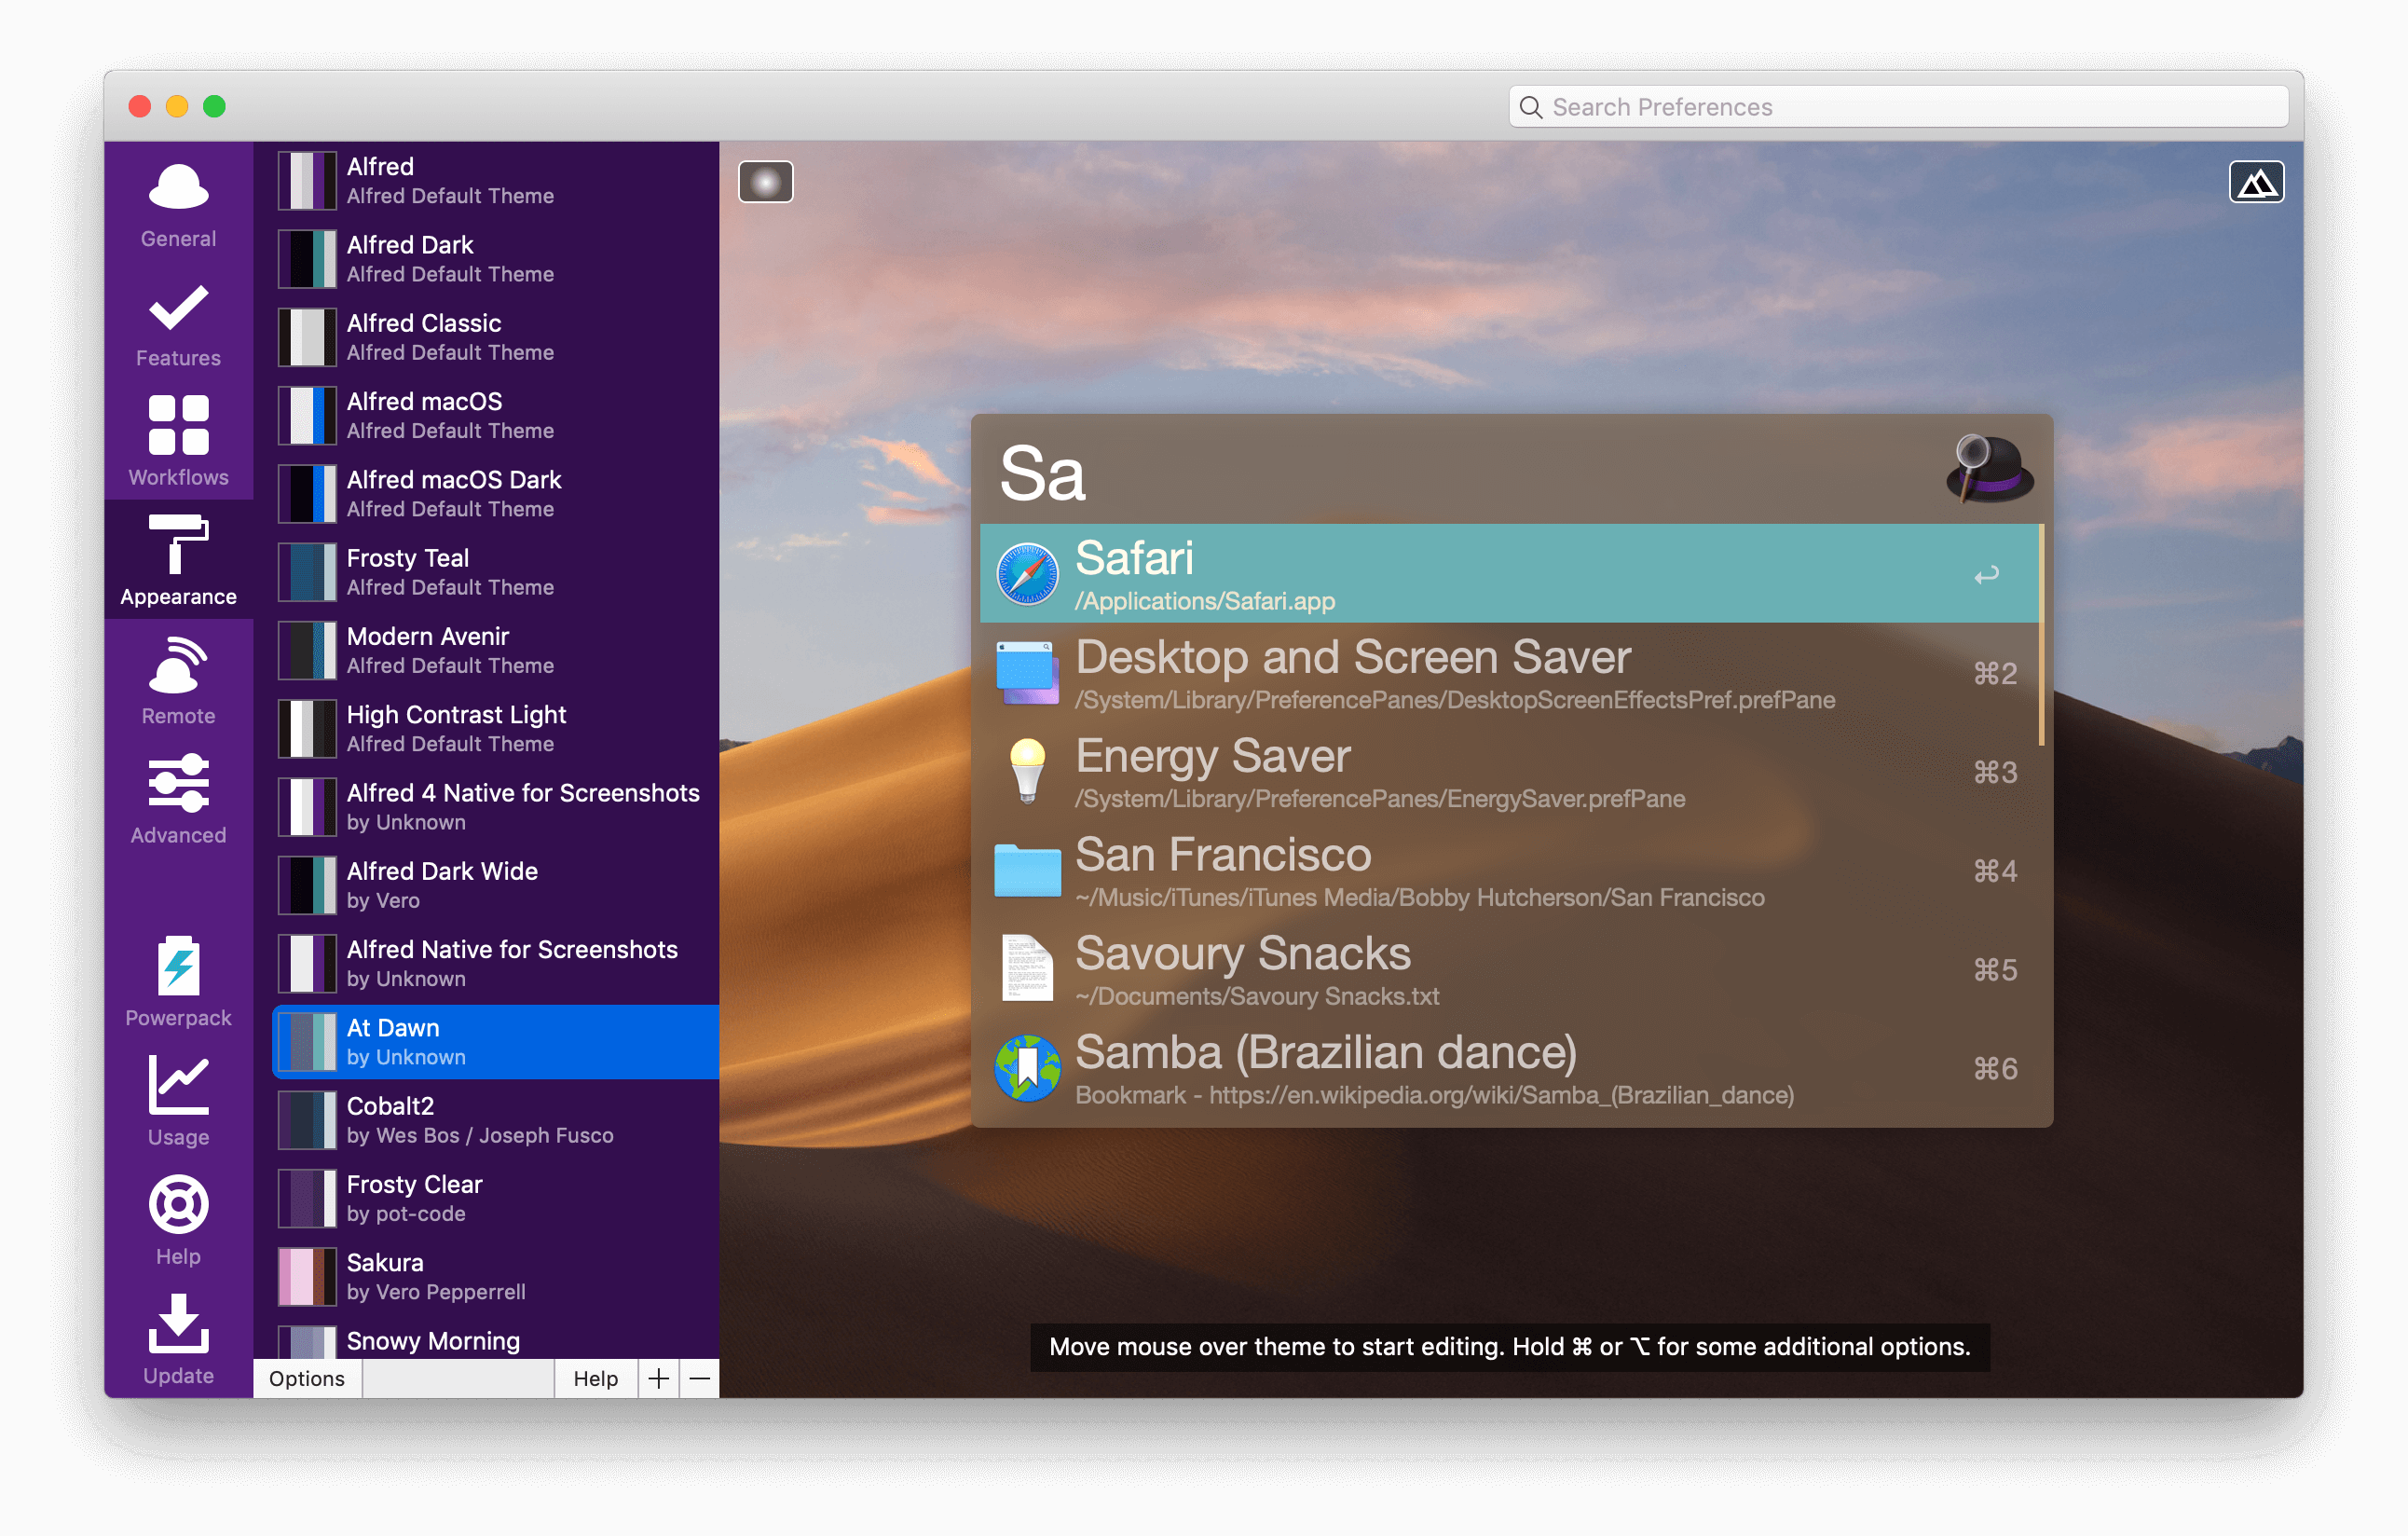 Search Preferences
General
Features
Workflows
Appearance
Remote
Advanced
Powerpack
Usage
Help
Update
Alfred
Alfred Default Theme
Alfred Dark
Alfred Default Theme
Alfred Classic
Alfred Default Theme
Alfred macOS
Alfred Default Theme
Alfred macOS Dark
Alfred Default Theme
Frosty Teal
Alfred Default Theme
Modern Avenir
Alfred Default Theme
High Contrast Light
Alfred Default Theme
Alfred 4 Native for Screenshots
by Unknown
Alfred Dark Wide
by Vero
Alfred Native for Screenshots
by Unknown
At Dawn
by Unknown
Cobalt2
by Wes Bos / Joseph Fusco
Frosty Clear
by pot-code
Sakura
by Vero Pepperrell
Snowy Morning
Options
Help
+
—
Sa
Safari
/Applications/Safari.app
↩
Desktop and Screen Saver
/System/Library/PreferencePanes/DesktopScreenEffectsPref.prefPane
⌘2
Energy Saver
/System/Library/PreferencePanes/EnergySaver.prefPane
⌘3
San Francisco
~/Music/iTunes/iTunes Media/Bobby Hutcherson/San Francisco
⌘4
Savoury Snacks
~/Documents/Savoury Snacks.txt
⌘5
Samba (Brazilian dance)
Bookmark - https://en.wikipedia.org/wiki/Samba_(Brazilian_dance)
⌘6
Move mouse over theme to start editing. Hold ⌘ or ⌥ for some additional options.